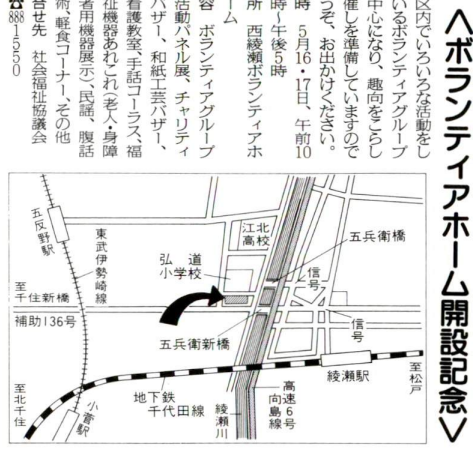 〈ボランティアホーム開設記念〉
区内でいろいろな活動をし
いるボランティアグループ
中心になり、趣向をこらし
催しを準備していますので
うぞ、お出かけください。
時　5月16・17日、午前10
時〜午後5時
所　西綾瀬ボランティアホ
ーム
容　ボランティアグループ
活動パネル展、チャリティ
バザー、和紙工芸バザー、
看護教室、手話コーラス、福
祉機器あれこれ（老人・身障
者用機器展示）、民謡、腹話
術、軽食コーナー、その他
合せ先　社会福祉協議会
☎888 1550
五反野駅
東武伊勢崎線
至千住新橋
補助136号
至北千住
小菅駅
地下鉄
千代田線
弘道
小学校
江北
高校
五兵衛橋
信号
信号
五兵衛新橋
綾瀬駅
至松戸
綾瀬川
高速6号
向島線